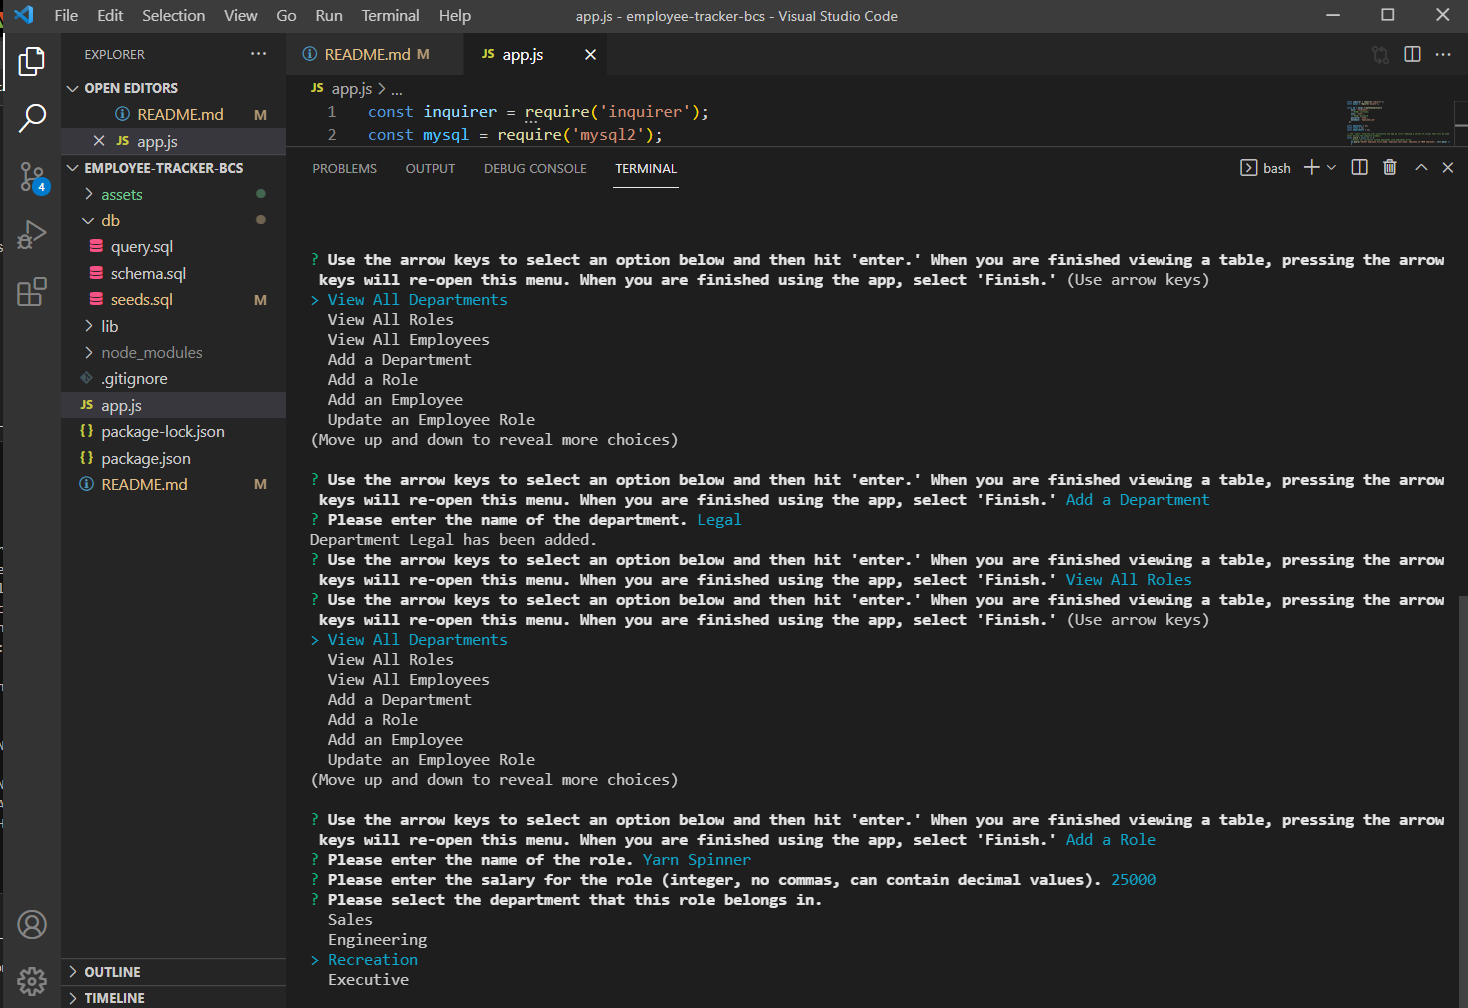 File Edit Selection View Go Run Terminal Help
app.js - employee-tracker-bcs - Visual Studio Code
EXPLORER
OPEN EDITORS
README.md M
JS app.js
EMPLOYEE-TRACKER-BCS
assets
db
query.sql
schema.sql
seeds.sql M
lib
node_modules
.gitignore
JS app.js
{} package-lock.json
{} package.json
README.md M
OUTLINE
TIMELINE
4
README.md M
JS app.js
JS app.js > ...
1 const inquirer = require('inquirer');
2 const mysql = require('mysql2');
PROBLEMS OUTPUT DEBUG CONSOLE TERMINAL
bash
? Use the arrow keys to select an option below and then hit 'enter.' When you are finished viewing a table, pressing the arrow
keys will re-open this menu. When you are finished using the app, select 'Finish.' (Use arrow keys)
> View All Departments
View All Roles
View All Employees
Add a Department
Add a Role
Add an Employee
Update an Employee Role
(Move up and down to reveal more choices)
? Use the arrow keys to select an option below and then hit 'enter.' When you are finished viewing a table, pressing the arrow
keys will re-open this menu. When you are finished using the app, select 'Finish.' Add a Department
? Please enter the name of the department. Legal
Department Legal has been added.
? Use the arrow keys to select an option below and then hit 'enter.' When you are finished viewing a table, pressing the arrow
keys will re-open this menu. When you are finished using the app, select 'Finish.' View All Roles
? Use the arrow keys to select an option below and then hit 'enter.' When you are finished viewing a table, pressing the arrow
keys will re-open this menu. When you are finished using the app, select 'Finish.' (Use arrow keys)
> View All Departments
View All Roles
View All Employees
Add a Department
Add a Role
Add an Employee
Update an Employee Role
(Move up and down to reveal more choices)
? Use the arrow keys to select an option below and then hit 'enter.' When you are finished viewing a table, pressing the arrow
keys will re-open this menu. When you are finished using the app, select 'Finish.' Add a Role
? Please enter the name of the role. Yarn Spinner
? Please enter the salary for the role (integer, no commas, can contain decimal values). 25000
? Please select the department that this role belongs in.
Sales
Engineering
> Recreation
Executive